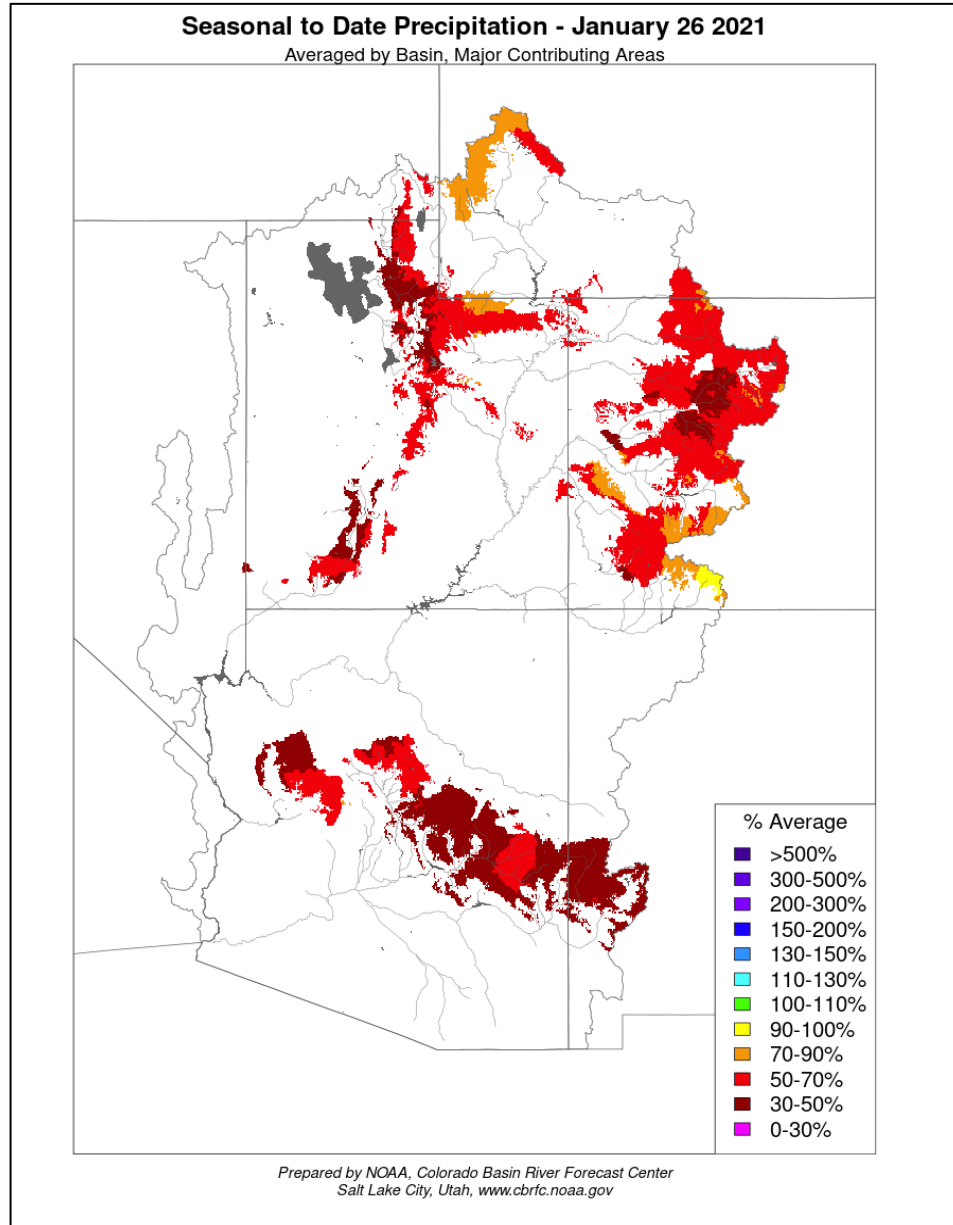 Seasonal to Date Precipitation - January 26 2021
Averaged by Basin, Major Contributing Areas
% Average
>500%
300-500%
200-300%
150-200%
130-150%
110-130%
100-110%
90-100%
70-90%
50-70%
30-50%
0-30%
Prepared by NOAA, Colorado Basin River Forecast Center
Salt Lake City, Utah, www.cbrfc.noaa.gov